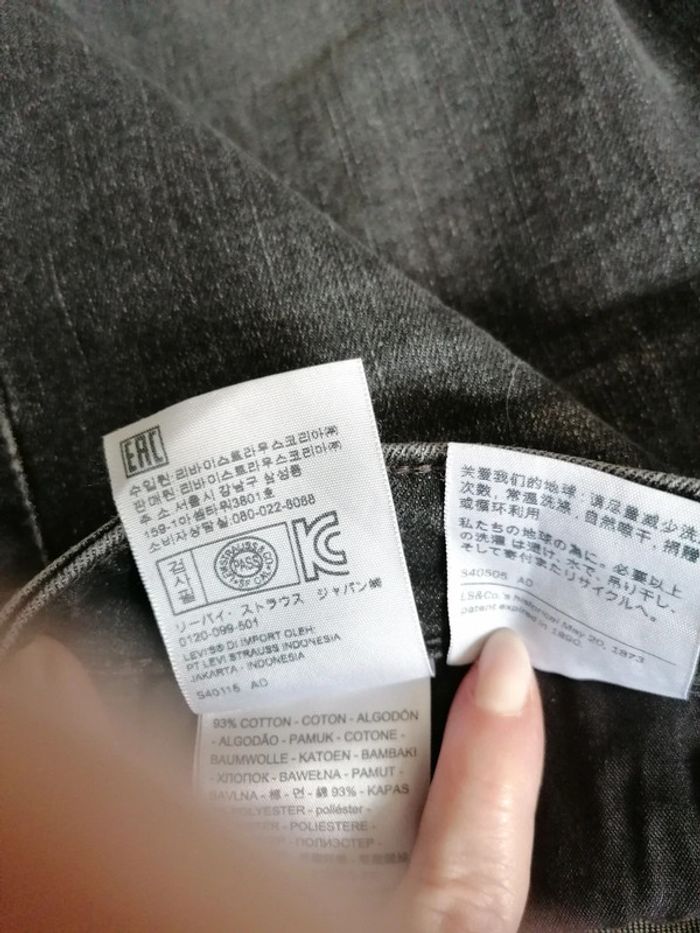 EAC
수입원:리바이스트라우스코리아㈜
판매원 리바이스트라우스코리아㈜
주 소 서울시 강남구 삼성동
159-1아셈타워3801호
소비자상담실:080-022-8088
검사필
STRAUSS & CO
PASS
SF CAL
KC
リーバイ・ストラウス ジャパン㈱
0120-099-501
LEVI'S® DI IMPORT OLEH:
PT LEVI STRAUSS INDONESIA
JAKARTA - INDONESIA
S40115 AD
93% COTTON - COTON - ALGODÓN
- ALGODÃO - PAMUK - COTONE -
BAUMWOLLE - KATOEN - BAMBAKI
- ХЛОПОК - BAWEŁNA - PAMUT -
BAVLNA - 棉 - 면 - 綿 93% - KAPAS
POLYESTER - poliéster -
POLIESTERE -
- ПОЛИЭСТЕР -
关爱我们的地球:请尽量减少洗
次数,常温洗涤,自然晾干,捐赠
或循环利用
私たちの地球の為に。必要以上
の洗濯は避け、水で、吊り干し、
そして寄付またリサイクルへ。
S40506 AD
LS&Co.'s historical May 20, 1873
patent expired in 1890.